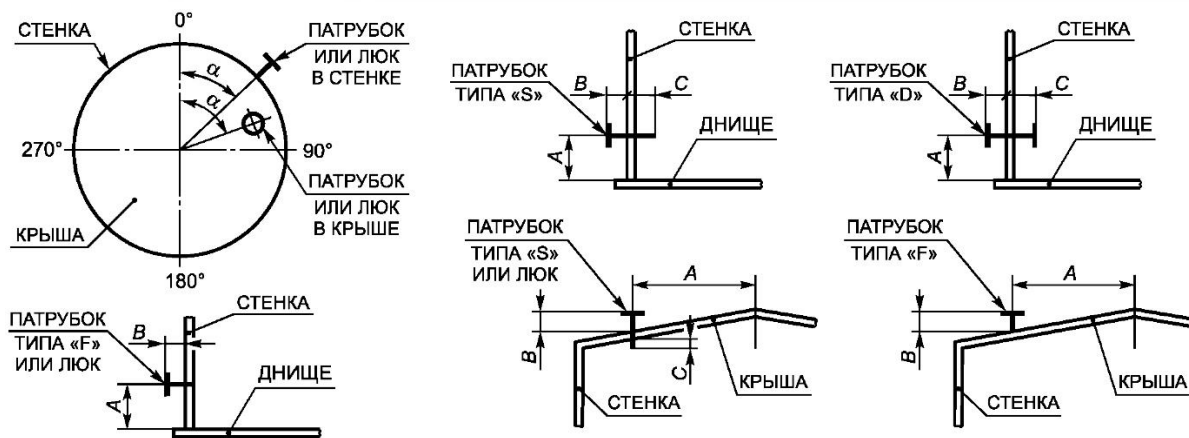 0°
СТЕНКА
ПАТРУБОК
ИЛИ ЛЮК
В СТЕНКЕ
α
α
270°
90°
ПАТРУБОК
ИЛИ ЛЮК
В КРЫШЕ
КРЫША
180°
СТЕНКА
ПАТРУБОК
ТИПА «F»
ИЛИ ЛЮК
B
A
ДНИЩЕ
СТЕНКА
ПАТРУБОК
ТИПА «S»
B
C
A
ДНИЩЕ
СТЕНКА
ПАТРУБОК
ТИПА «D»
B
C
A
ДНИЩЕ
ПАТРУБОК
ТИПА «S»
ИЛИ ЛЮК
A
B
C
КРЫША
СТЕНКА
ПАТРУБОК
ТИПА «F»
A
B
КРЫША
СТЕНКА